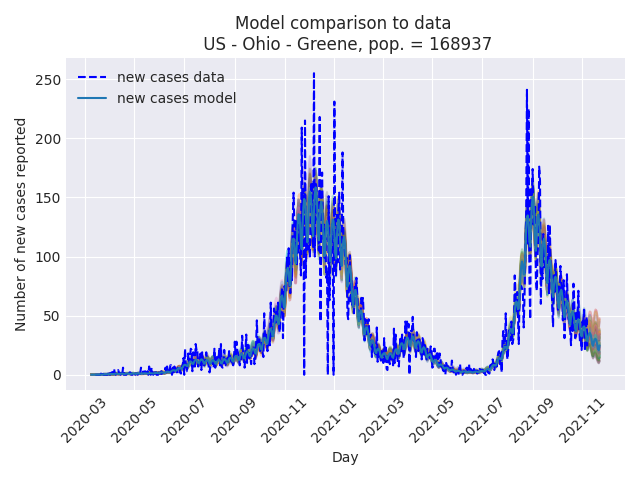 Model comparison to data
US - Ohio - Greene, pop. = 168937
new cases data
new cases model
Number of new cases reported
250
200
150
100
50
0
2020-03
2020-05
2020-07
2020-09
2020-11
2021-01
2021-03
2021-05
2021-07
2021-09
2021-11
Day